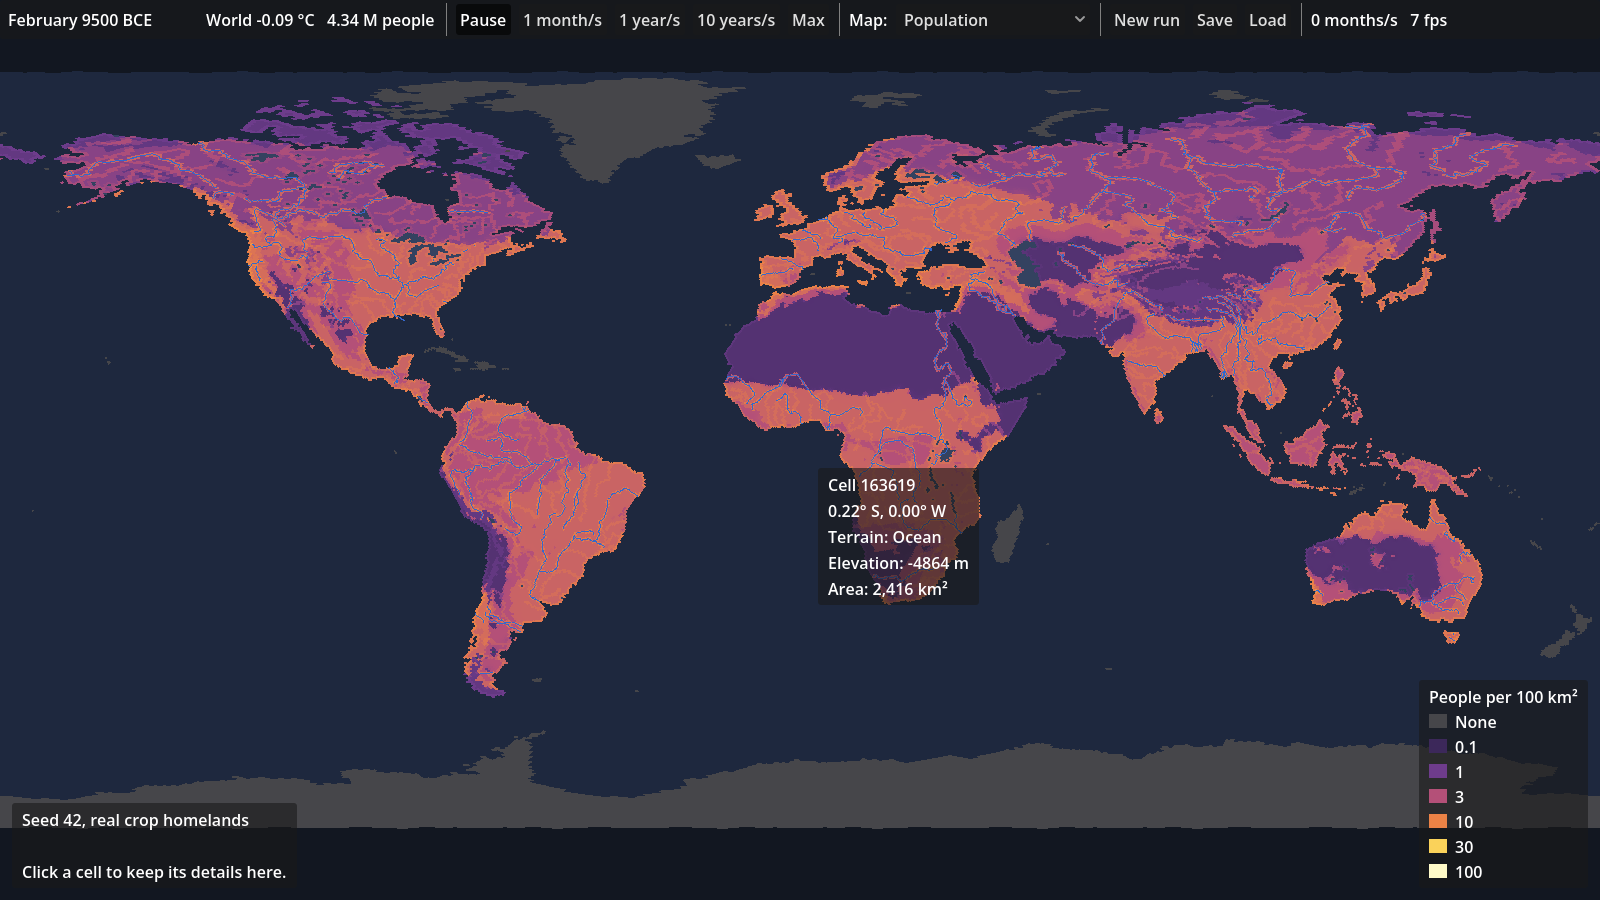 February 9500 BCE World -0.09 °C 4.34 M people Pause 1 month/s 1 year/s 10 years/s Max Map: Population New run Save Load 0 months/s 7 fps
Cell 163619
0.22° S, 0.00° W
Terrain: Ocean
Elevation: -4864 m
Area: 2,416 km²
People per 100 km²
None
0.1
1
3
10
30
100
Seed 42, real crop homelands
Click a cell to keep its details here.